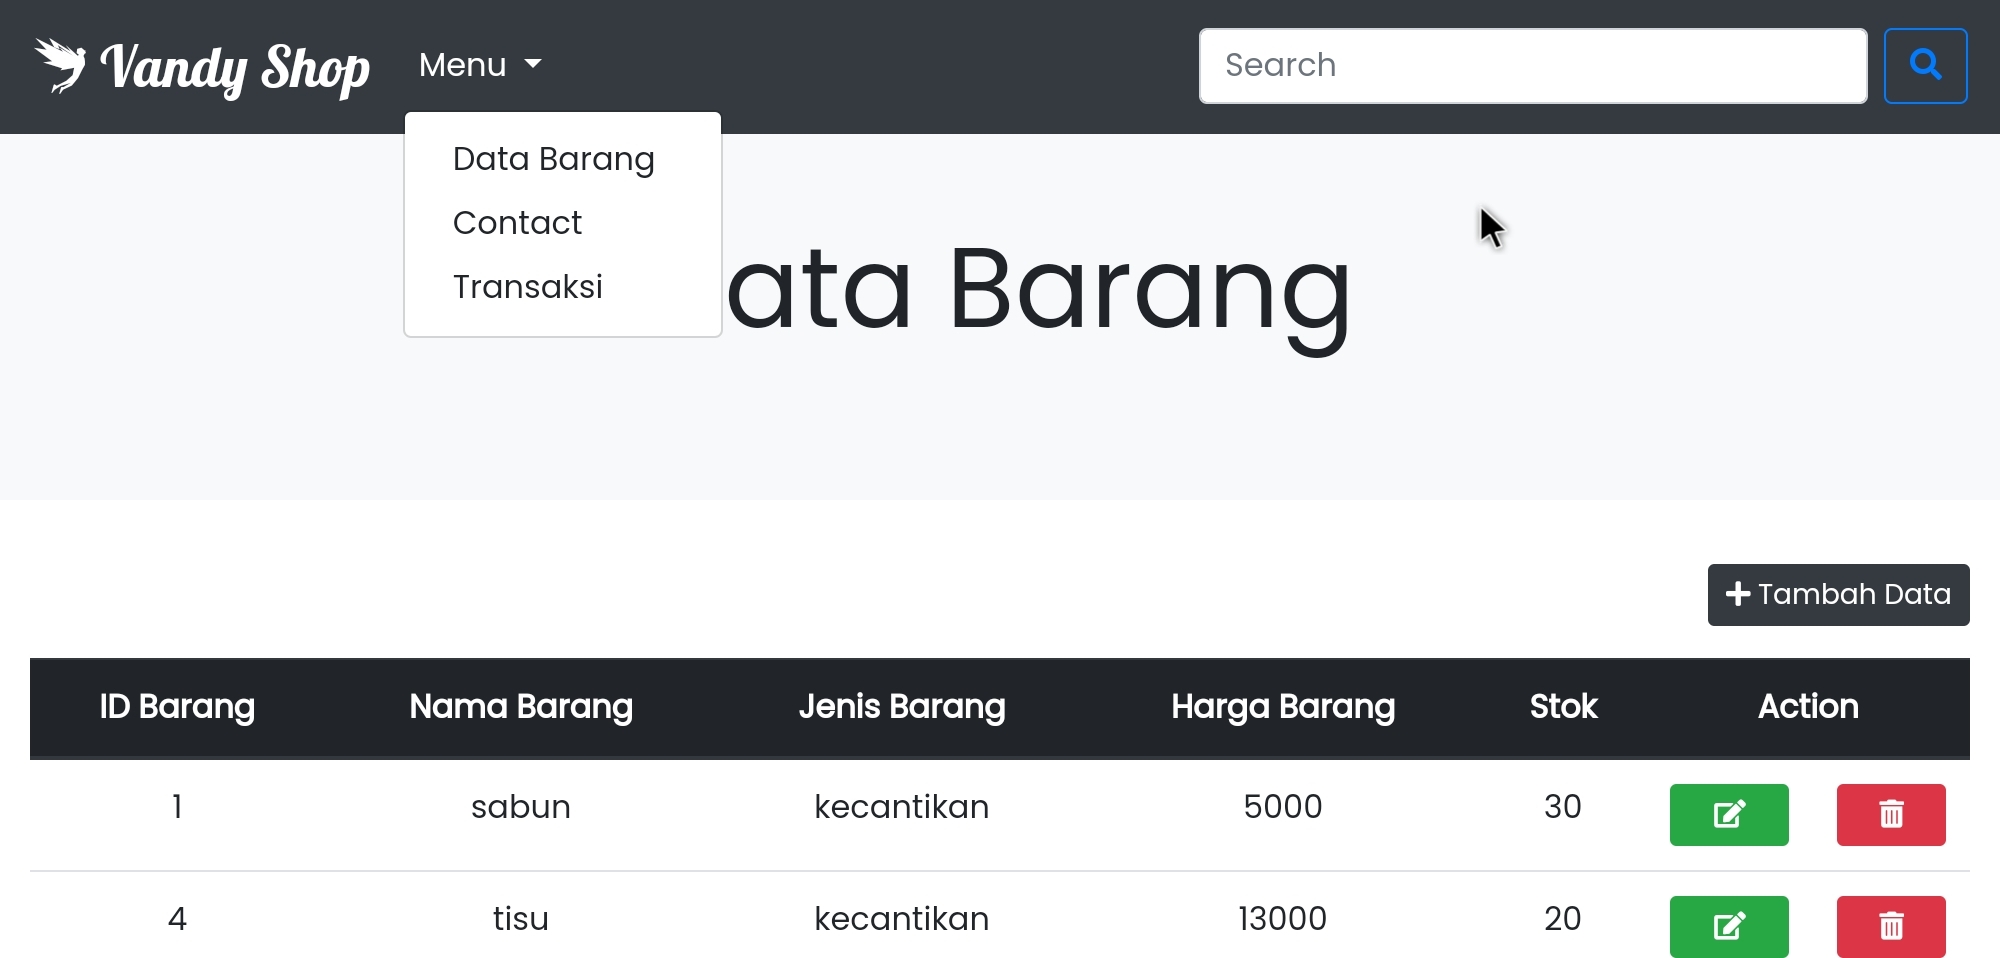 Vandy Shop
Menu
Search
Data Barang
Contact
Transaksi
ata Barang
Tambah Data
ID Barang Nama Barang Jenis Barang Harga Barang Stok Action
1 sabun kecantikan 5000 30
4 tisu kecantikan 13000 20